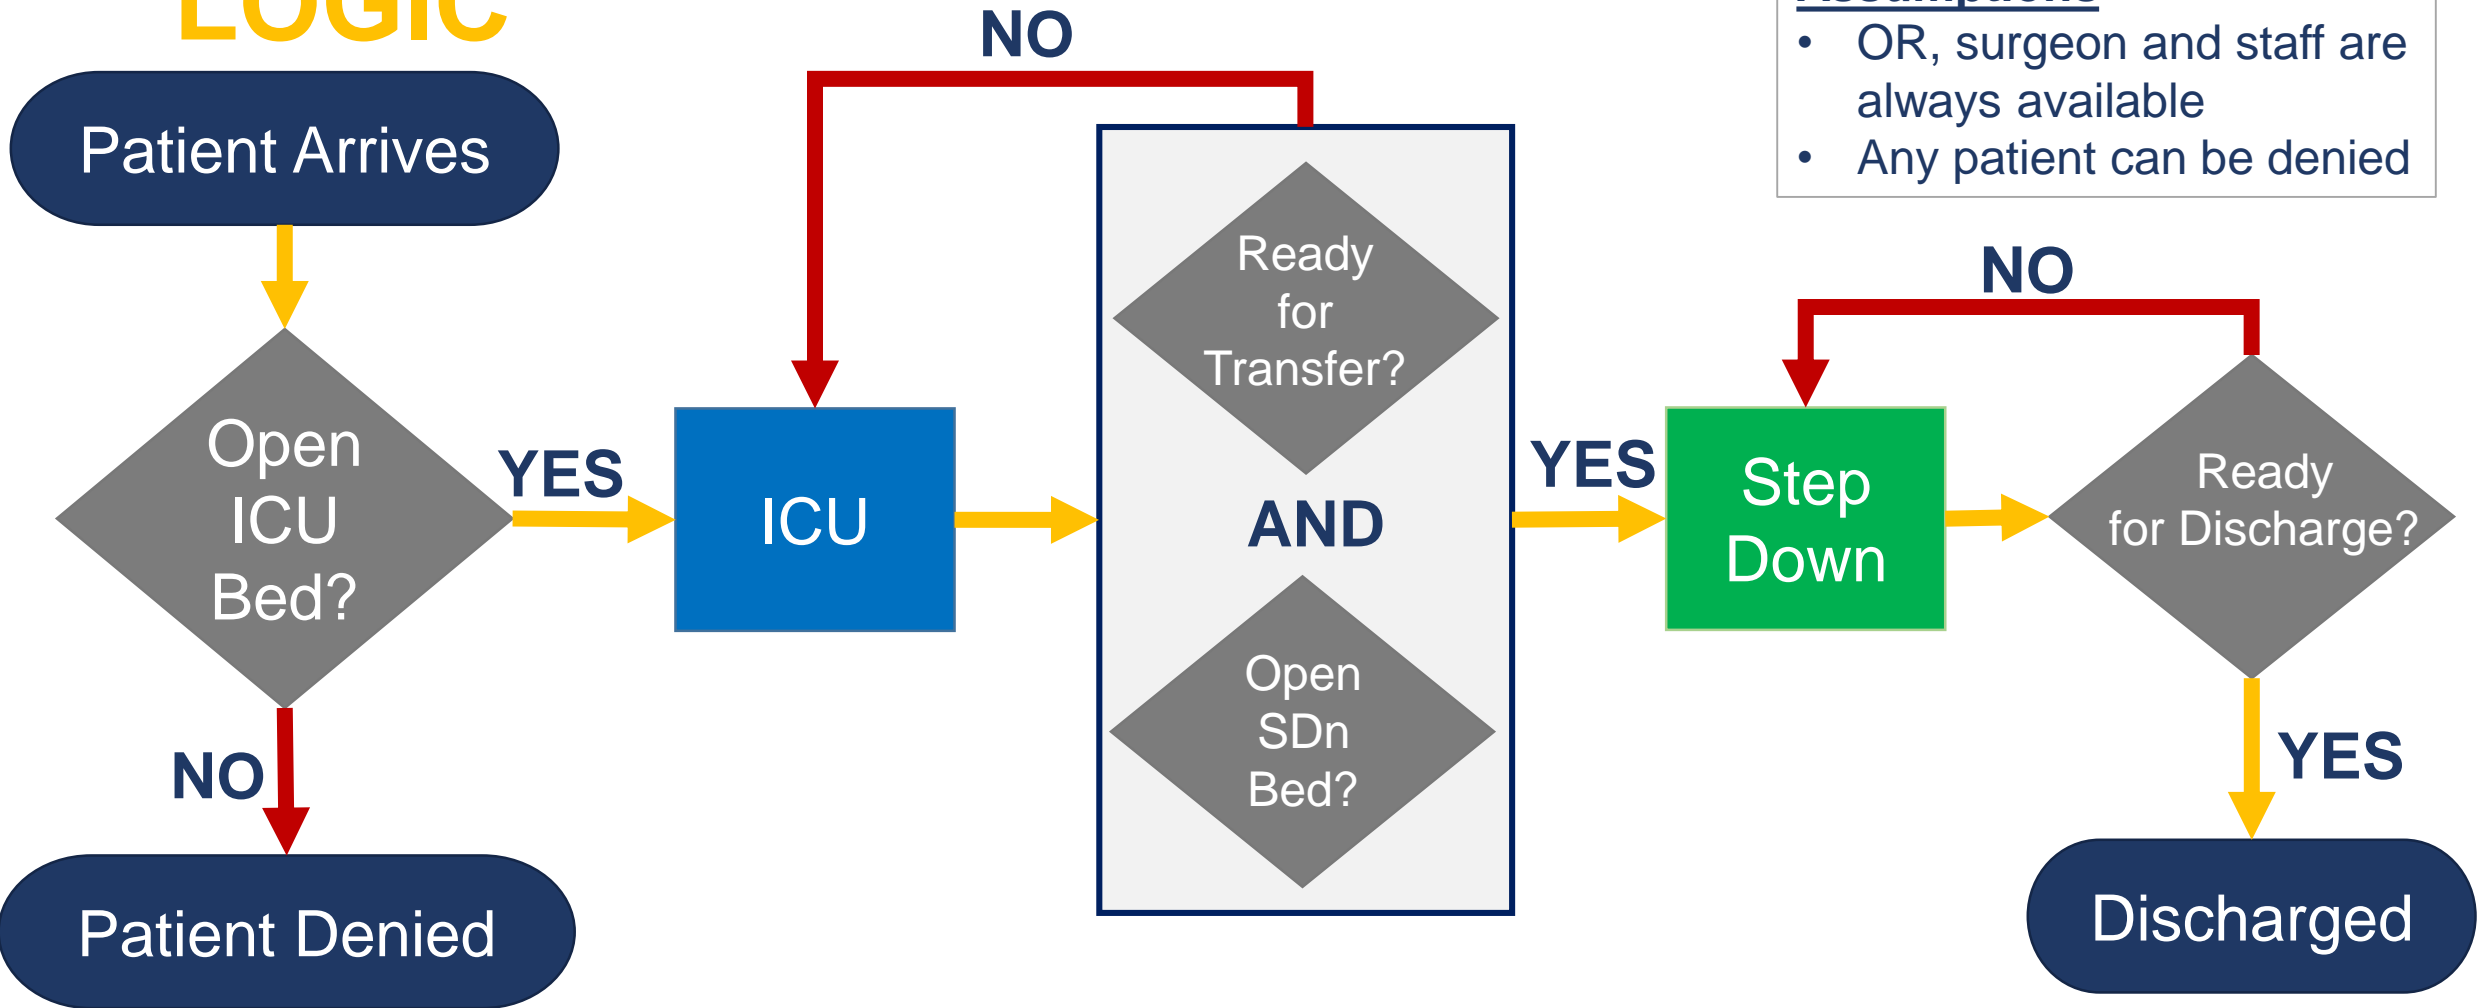 LOGIC
Patient Arrives
Open
ICU
Bed?
YES
NO
Patient Denied
ICU
NO
Ready
for
Transfer?
AND
Open
SDn
Bed?
YES
Step
Down
NO
Ready
for Discharge?
YES
Discharged
Assumptions
• OR, surgeon and staff are
always available
• Any patient can be denied